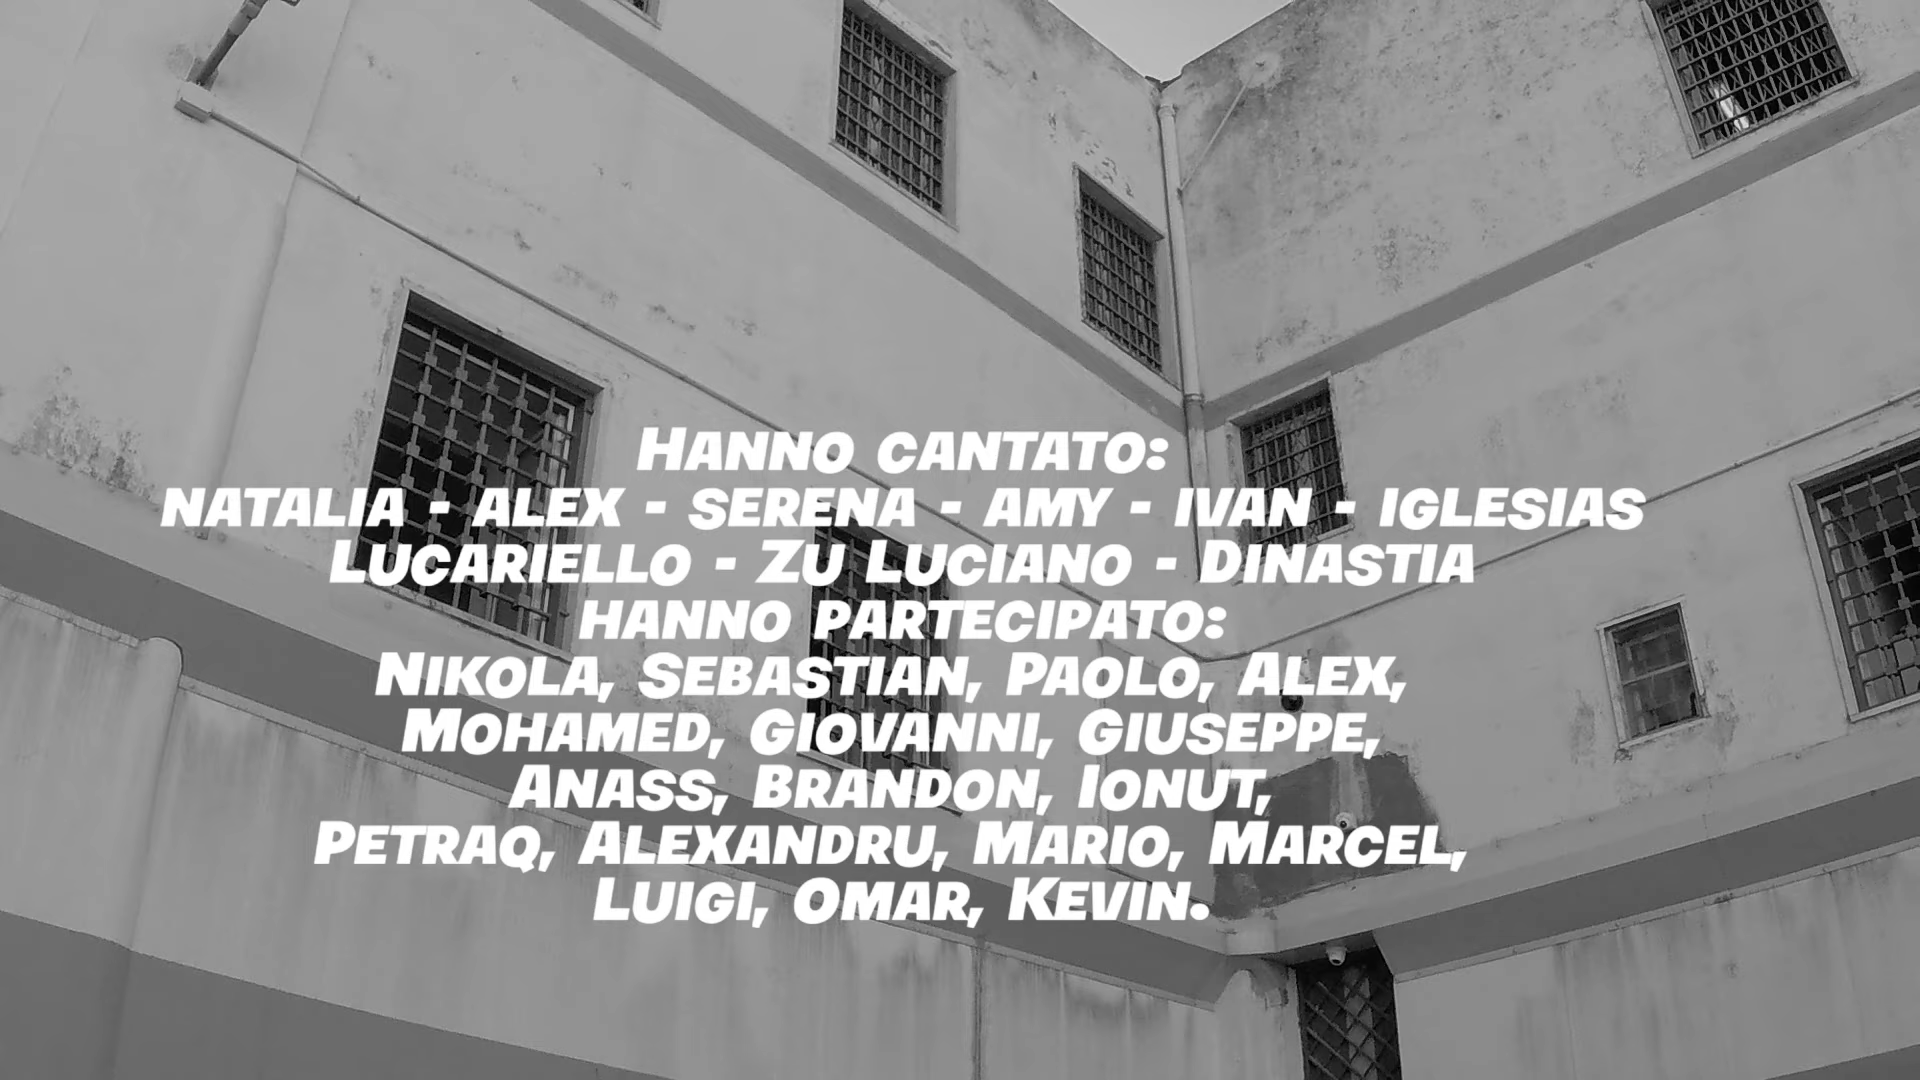 Hanno cantato:
natalia - alex - serena - amy - ivan - iglesias
Lucariello - Zu Luciano - Dinastia
hanno partecipato:
Nikola, Sebastian, Paolo, Alex,
Mohamed, Giovanni, Giuseppe,
Anass, Brandon, Ionut,
Petraq, Alexandru, Mario, Marcel,
Luigi, Omar, Kevin.